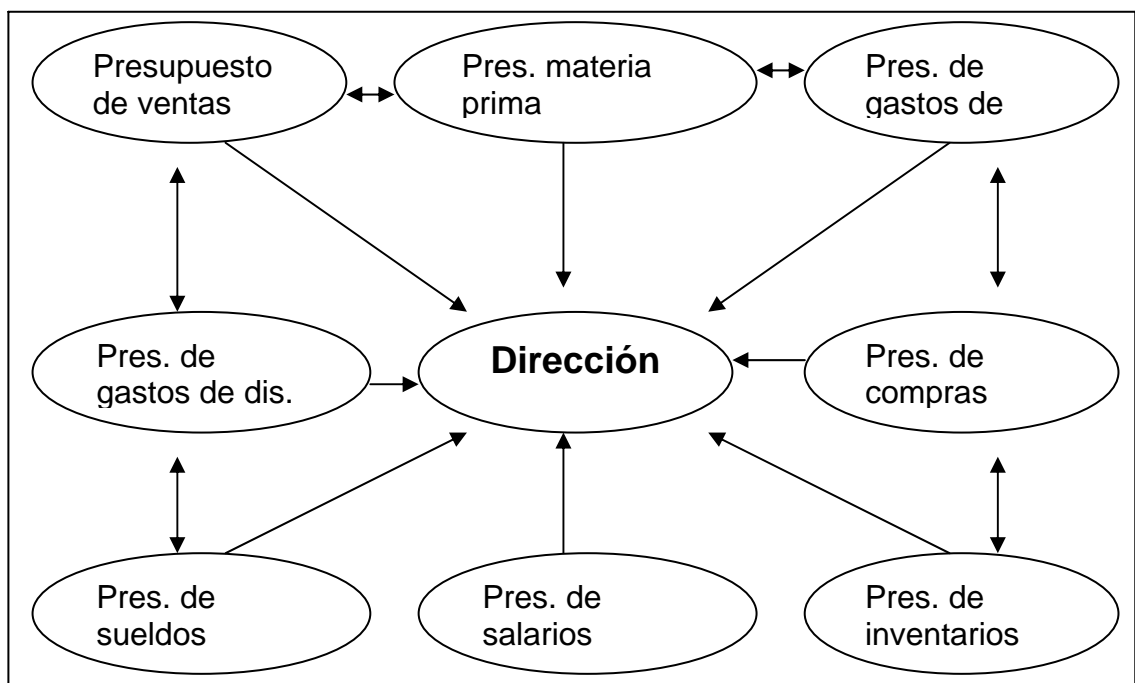 Presupuesto
de ventas
Pres. materia
prima
Pres. de
gastos de
Pres. de
gastos de dis.
Dirección
Pres. de
compras
Pres. de
sueldos
Pres. de
salarios
Pres. de
inventarios